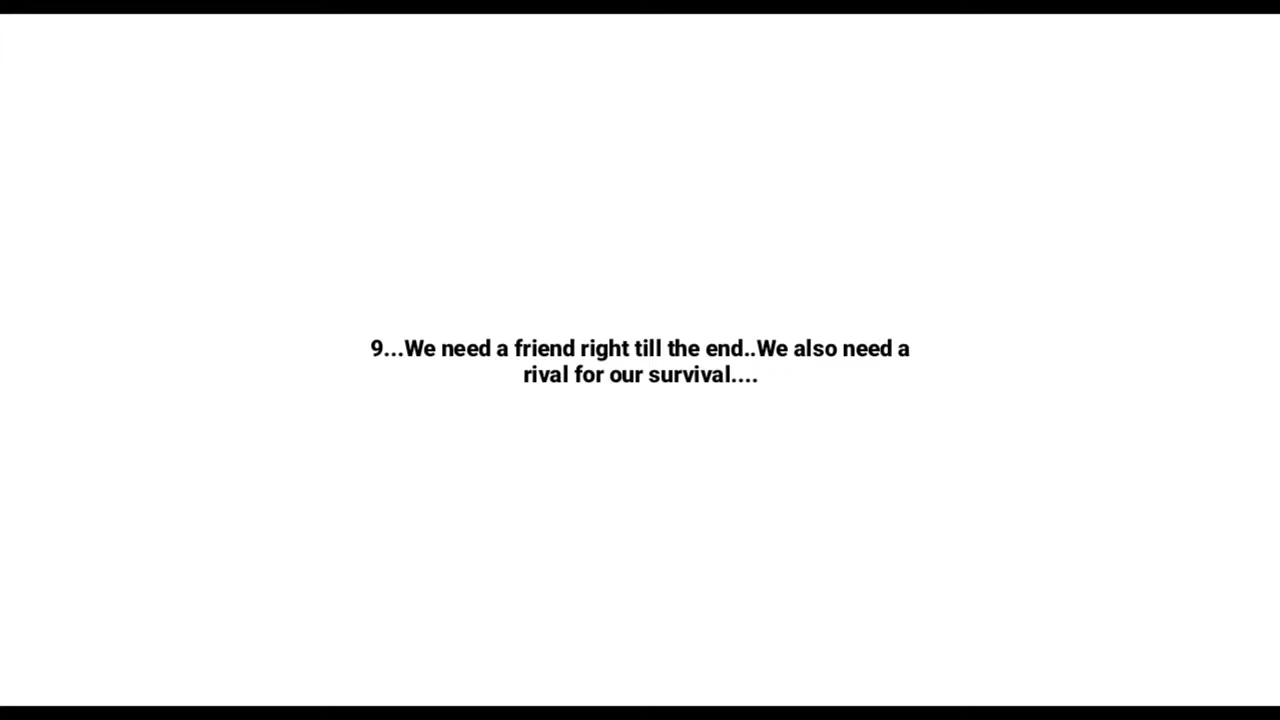 9...We need a friend right till the end..We also need a
rival for our survival....